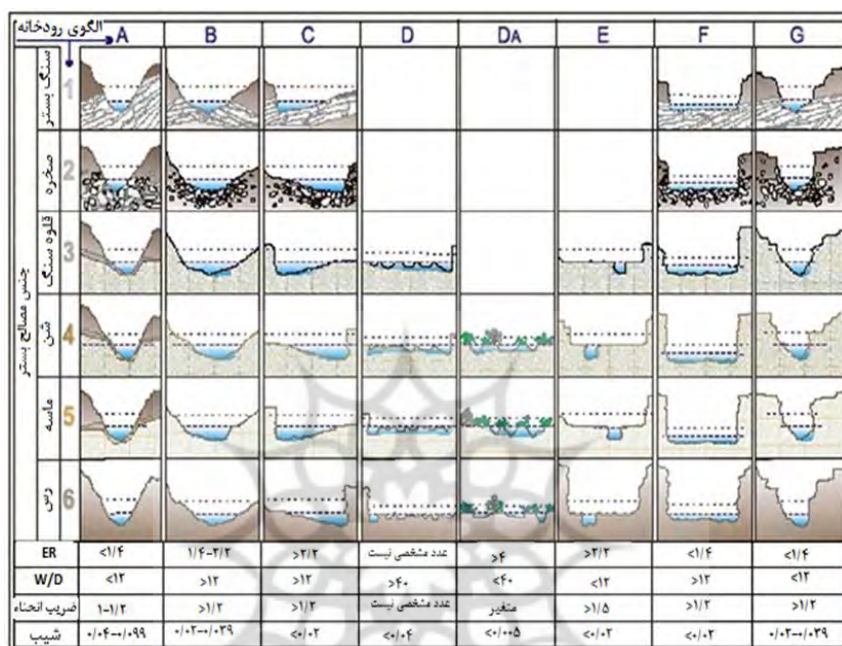 الگوی رودخانه
A B C D DA E F G
جنس مصالح بستر
سنگ بستر 1
صخره 2
قلوه سنگ 3
شن 4
ماسه 5
رس 6
ER <۱/۴ ۱/۴-۲/۲ >۲/۲ عدد مشخصی نیست >۴ >۲/۲ <۱/۴ <۱/۴
W/D <۱۲ >۱۲ >۱۲ >۴۰ <۴۰ <۱۲ >۱۲ <۱۲
ضریب انحناء ۱-۱/۲ >۱/۲ >۱/۲ عدد مشخصی نیست متغیر >۱/۵ >۱/۲ >۱/۲
شیب ۰/۰۴-۰/۰۹۹ ۰/۰۲-۰/۰۳۹ <۰/۰۲ <۰/۰۴ <۰/۰۰۵ <۰/۰۲ <۰/۰۲ ۰/۰۲-۰/۰۳۹